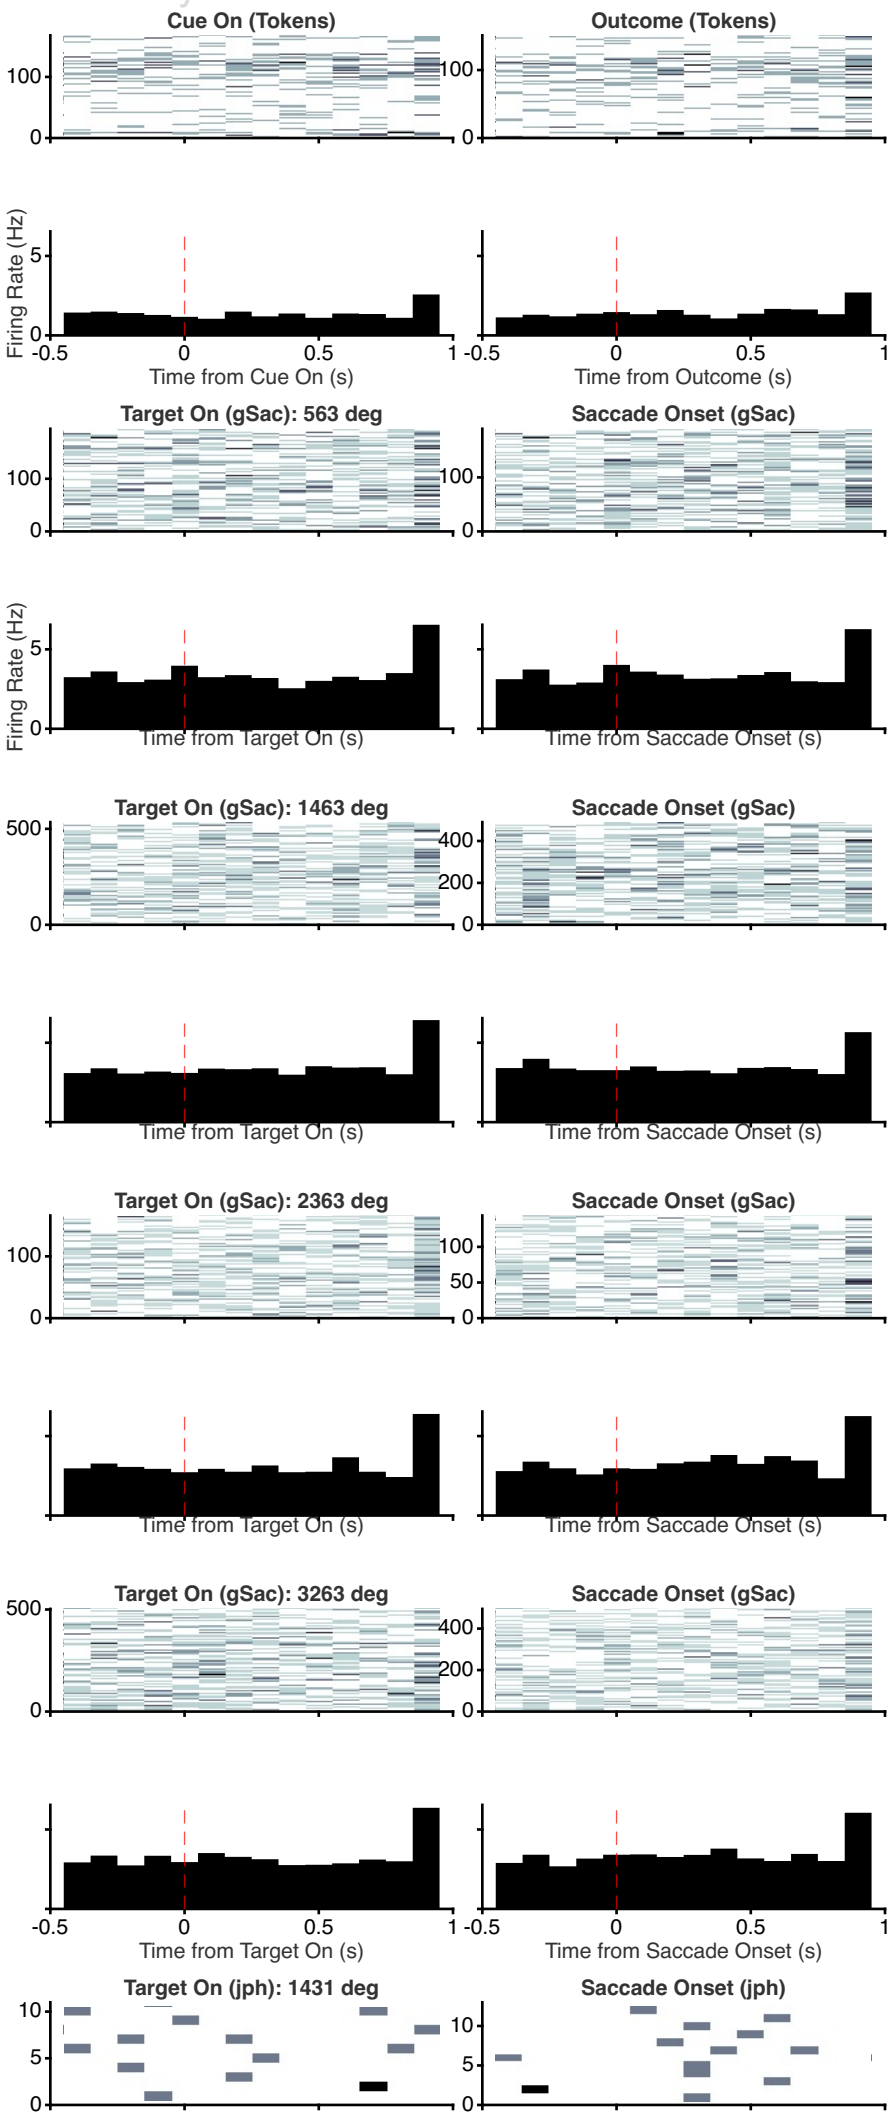 Cue On (Tokens)
Outcome (Tokens)
100
0
100
0
Firing Rate (Hz)
5
0
-0.5 0 0.5 1
Time from Cue On (s)
-0.5 0 0.5 1
Time from Outcome (s)
Target On (gSac): 563 deg
Saccade Onset (gSac)
100
0
100
0
Firing Rate (Hz)
5
0
Time from Target On (s)
Time from Saccade Onset (s)
Target On (gSac): 1463 deg
Saccade Onset (gSac)
500
0
400
200
0
Time from Target On (s)
Time from Saccade Onset (s)
Target On (gSac): 2363 deg
Saccade Onset (gSac)
100
0
100
50
0
Time from Target On (s)
Time from Saccade Onset (s)
Target On (gSac): 3263 deg
Saccade Onset (gSac)
500
0
400
200
0
-0.5 0 0.5 1
Time from Target On (s)
-0.5 0 0.5 1
Time from Saccade Onset (s)
Target On (jph): 1431 deg
Saccade Onset (jph)
10
5
0
10
5
0